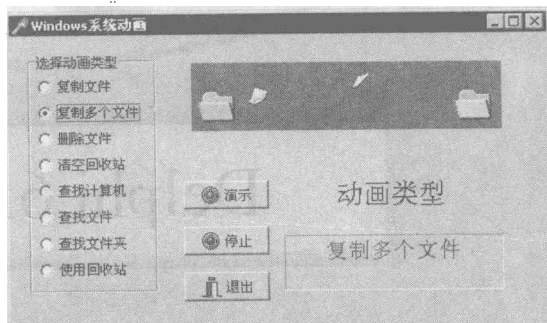 Windows系统动画
选择动画类型
复制文件
复制多个文件
删除文件
清空回收站
查找计算机
查找文件
查找文件夹
使用回收站
演示
停止
退出
动画类型
复制多个文件